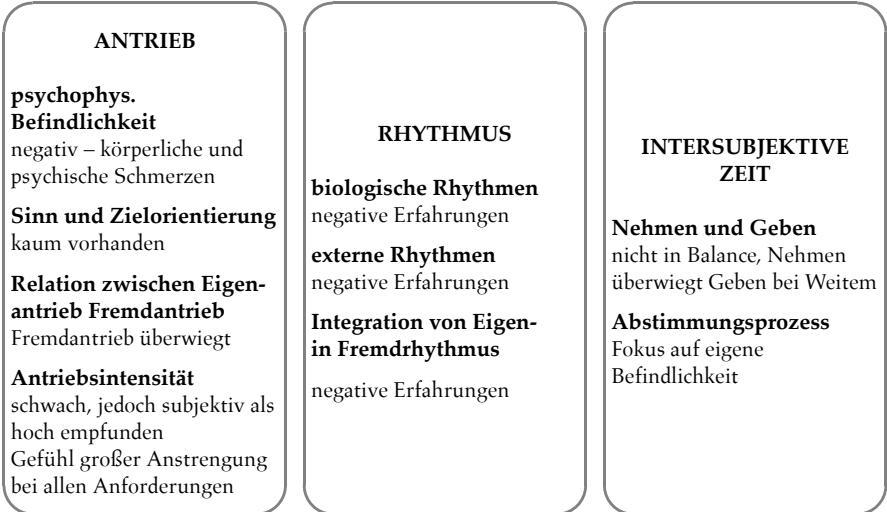 ANTRIEB
psychophys.
Befindlichkeit
negativ – körperliche und
psychische Schmerzen
Sinn und Zielorientierung
kaum vorhanden
Relation zwischen Eigen-
antrieb Fremdantrieb
Fremdantrieb überwiegt
Antriebsintensität
schwach, jedoch subjektiv als
hoch empfunden
Gefühl großer Anstrengung
bei allen Anforderungen
RHYTHMUS
biologische Rhythmen
negative Erfahrungen
externe Rhythmen
negative Erfahrungen
Integration von Eigen-
in Fremdrhythmus
negative Erfahrungen
INTERSUBJEKTIVE
ZEIT
Nehmen und Geben
nicht in Balance, Nehmen
überwiegt Geben bei Weitem
Abstimmungsprozess
Fokus auf eigene
Befindlichkeit